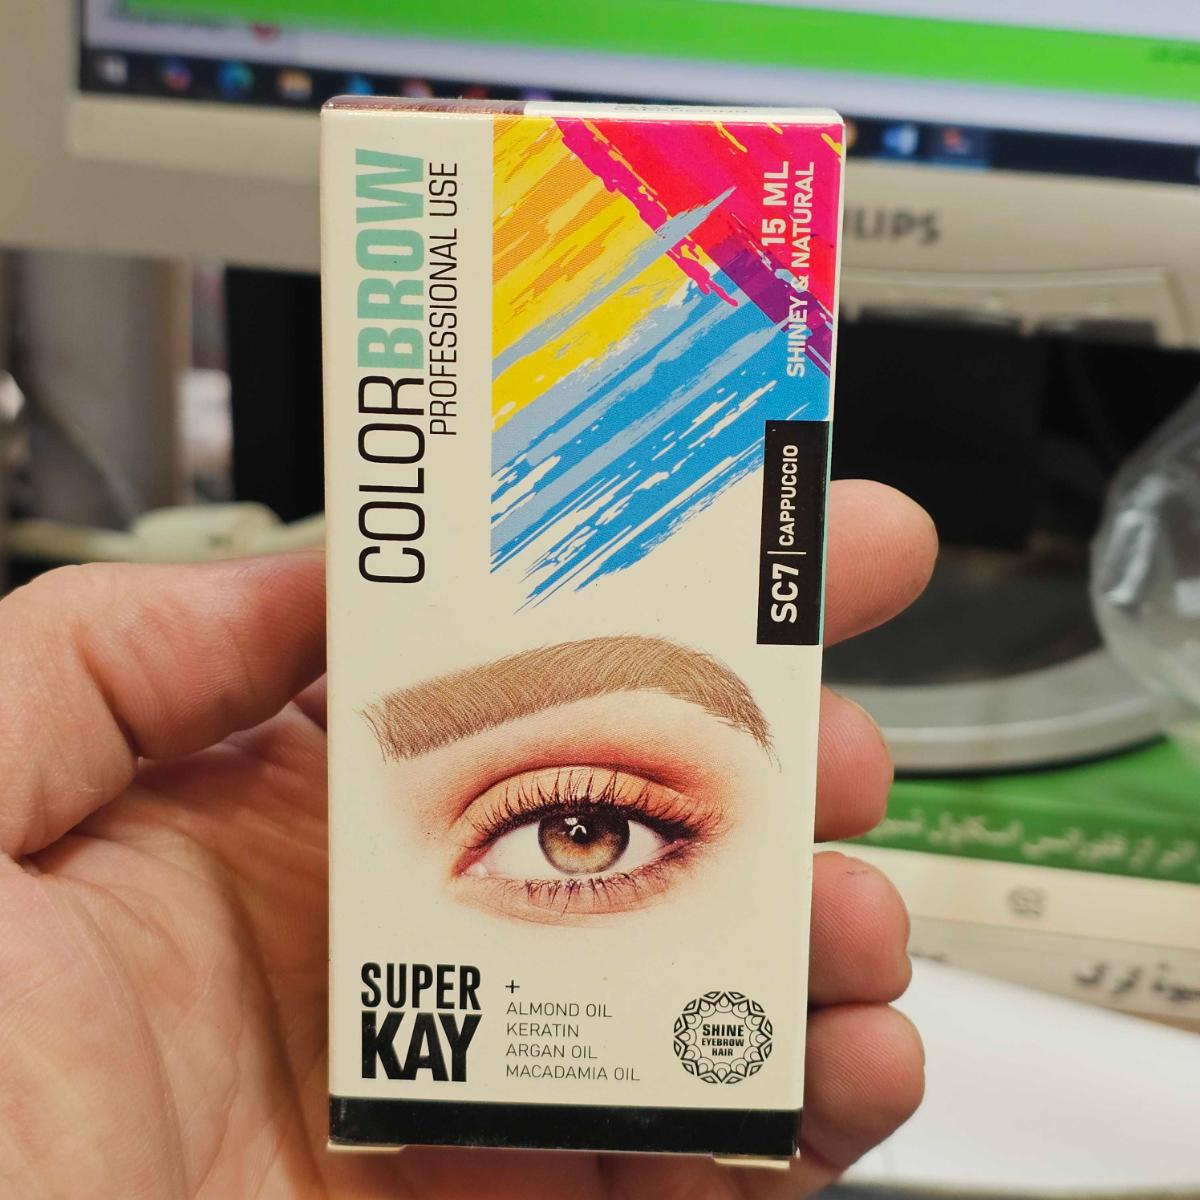 COLORBROW
PROFESSIONAL USE
15 ML
SHINEY & NATURAL
SC7 | CAPPUCCIO
SUPER
KAY
+
ALMOND OIL
KERATIN
ARGAN OIL
MACADAMIA OIL
SHINE
EYEBROW
HAIR